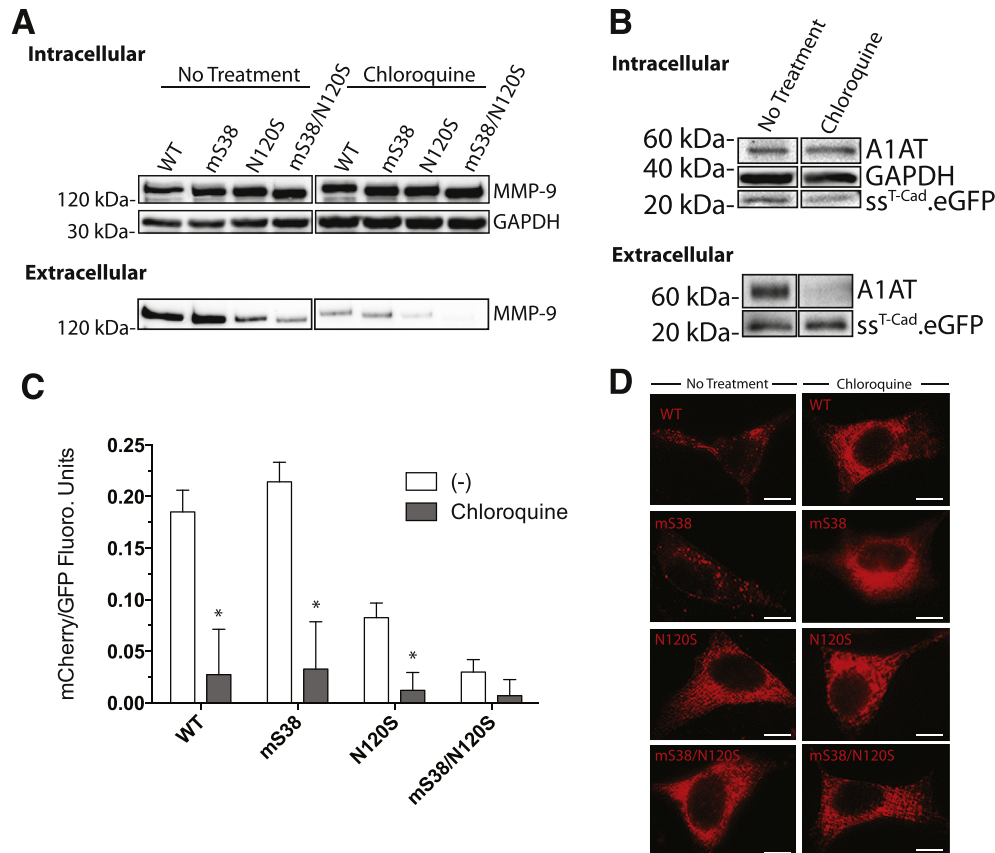 A
Intracellular
No Treatment
Chloroquine
WT
mS38
N120S
mS38/N120S
WT
mS38
N120S
mS38/N120S
120 kDa-
MMP-9
30 kDa-
GAPDH
Extracellular
120 kDa-
MMP-9
B
Intracellular
No Treatment
Chloroquine
60 kDa-
A1AT
40 kDa-
GAPDH
20 kDa-
ssT-Cad.eGFP
Extracellular
60 kDa-
A1AT
20 kDa-
ssT-Cad.eGFP
C
mCherry/GFP Fluoro. Units
0.25
0.20
0.15
0.10
0.05
0.00
(-)
Chloroquine
*
*
*
WT
mS38
N120S
mS38/N120S
D
No Treatment
Chloroquine
WT
WT
mS38
mS38
N120S
N120S
mS38/N120S
mS38/N120S